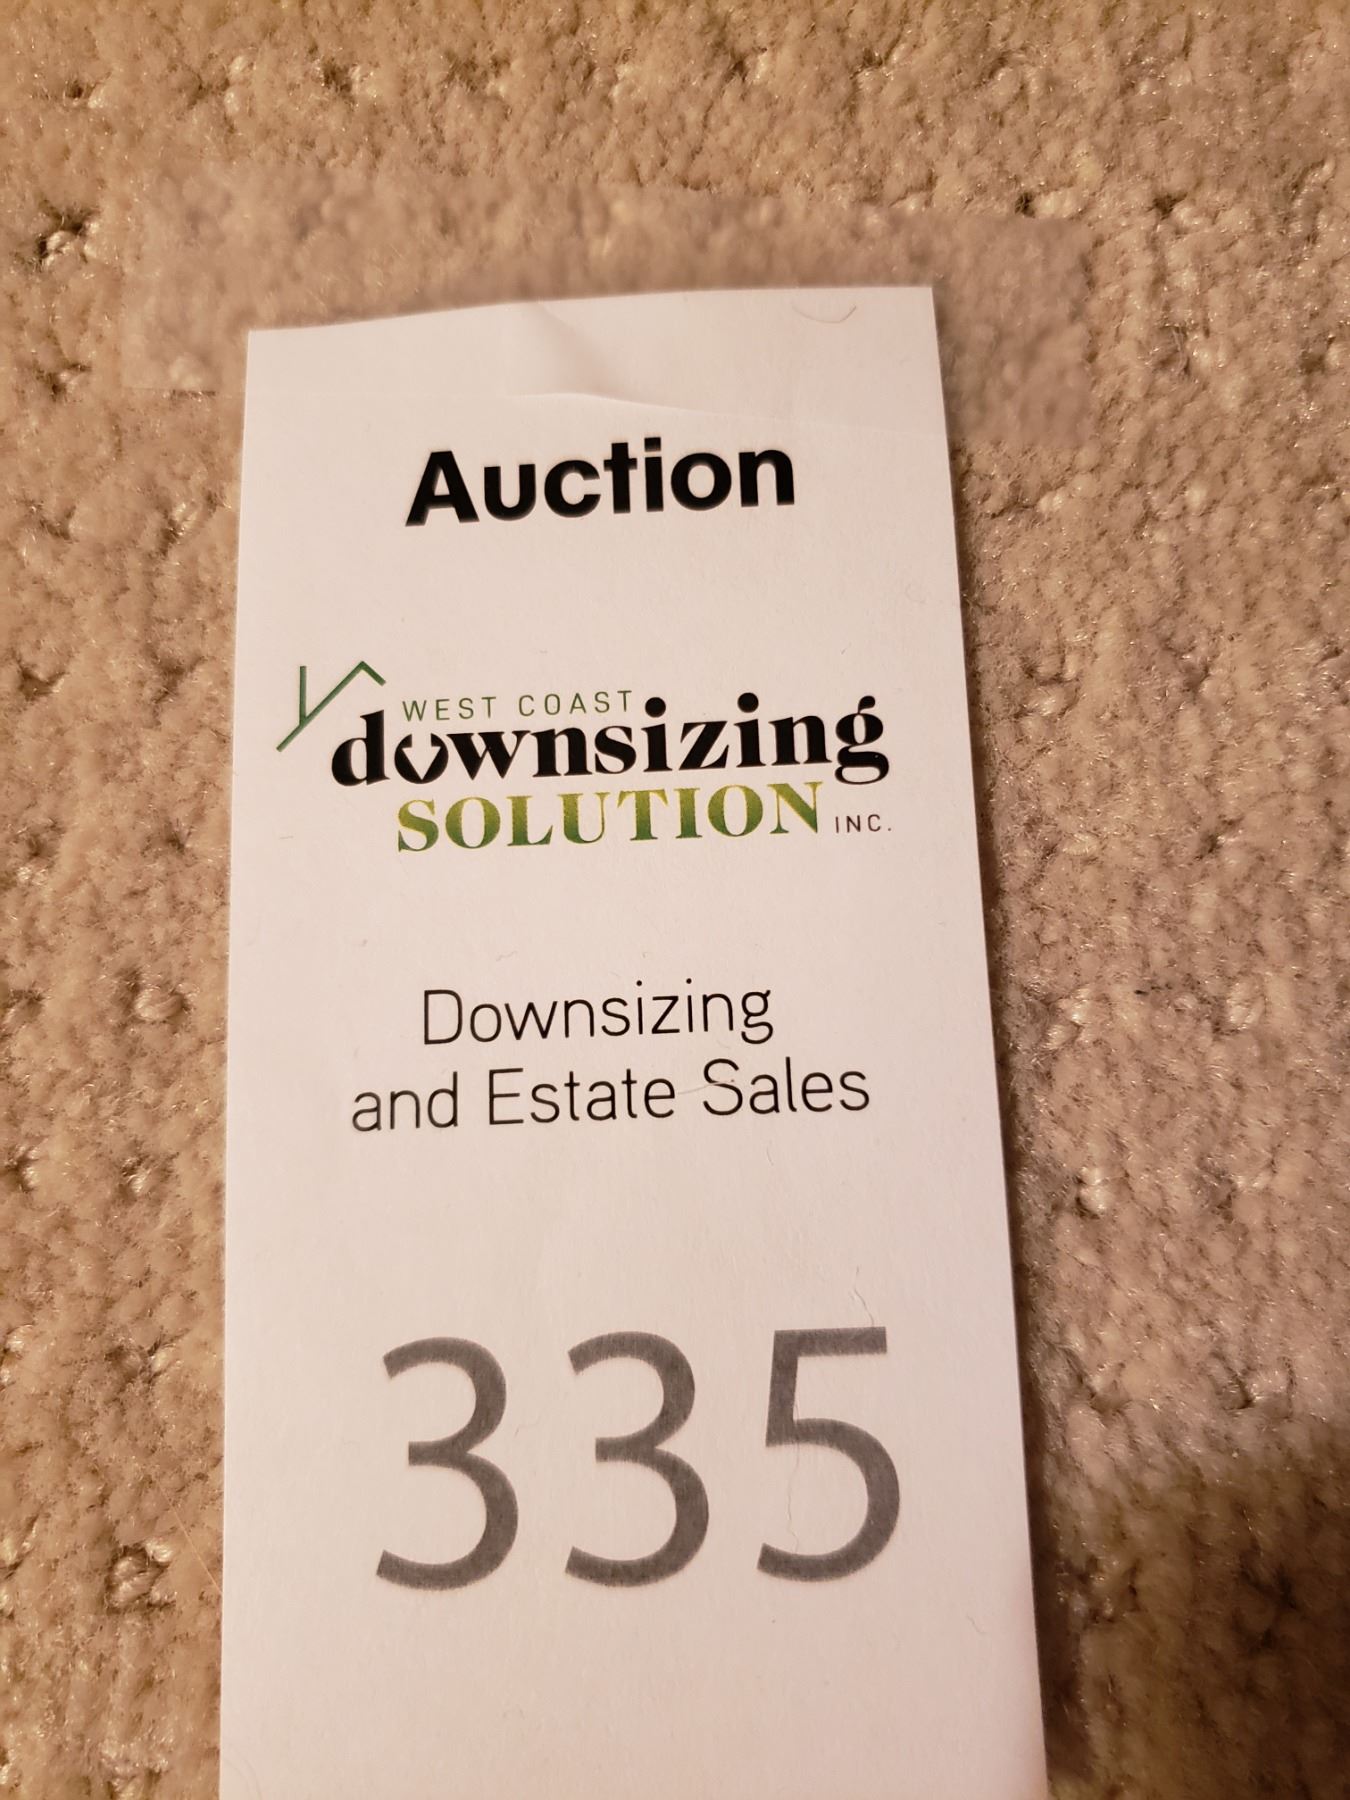 Auction
WEST COAST
downsizing
SOLUTION INC.
Downsizing
and Estate Sales
335